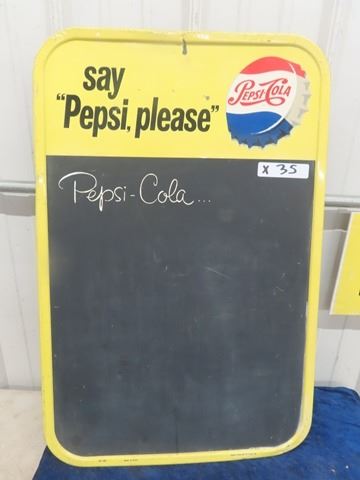 say
"Pepsi, please"
PEPSI-COLA
x 35
Pepsi-Cola...